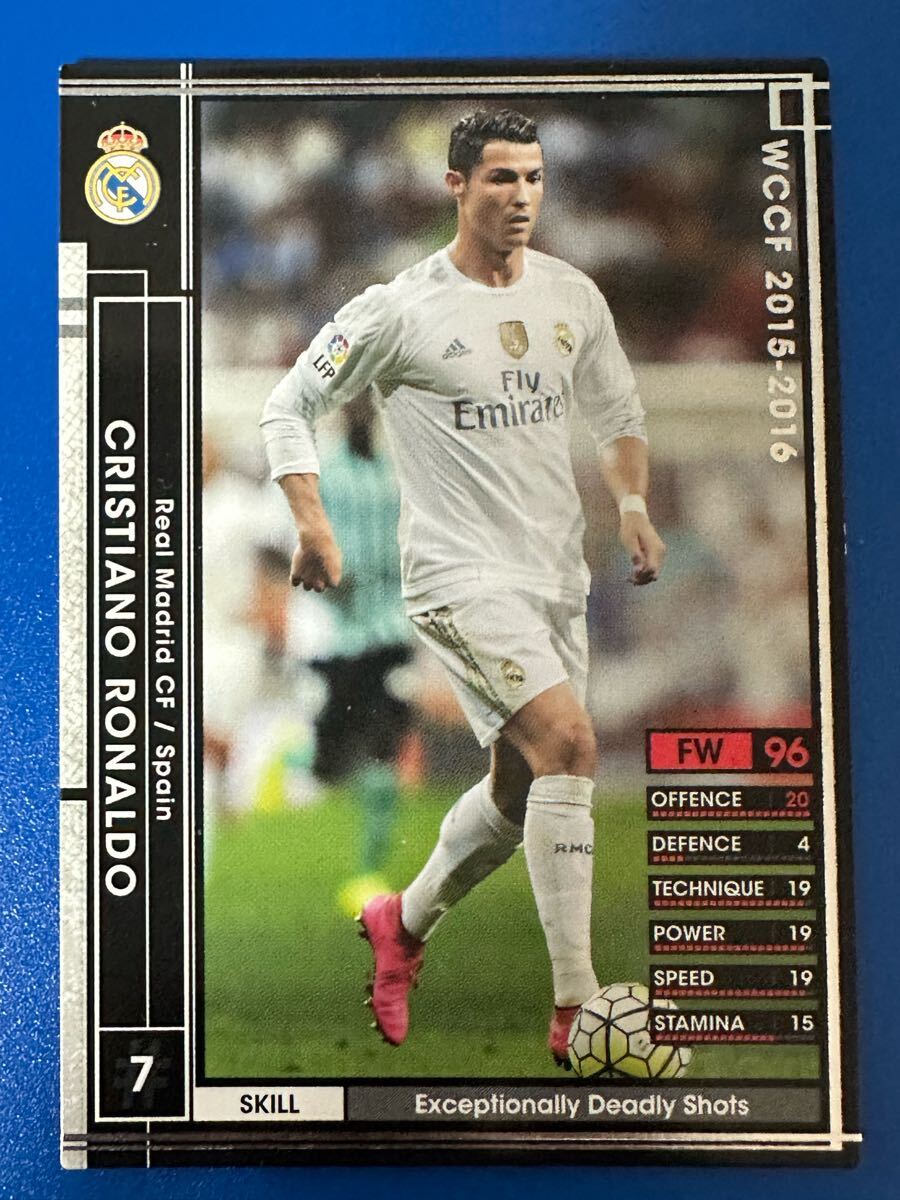 WCCF 2015-2016
Real Madrid CF / Spain
CRISTIANO RONALDO
#
7
LFP
adidas
Fly
Emirates
RMC
FW 96
OFFENCE 20
DEFENCE 4
TECHNIQUE 19
POWER 19
SPEED 19
STAMINA 15
SKILL Exceptionally Deadly Shots